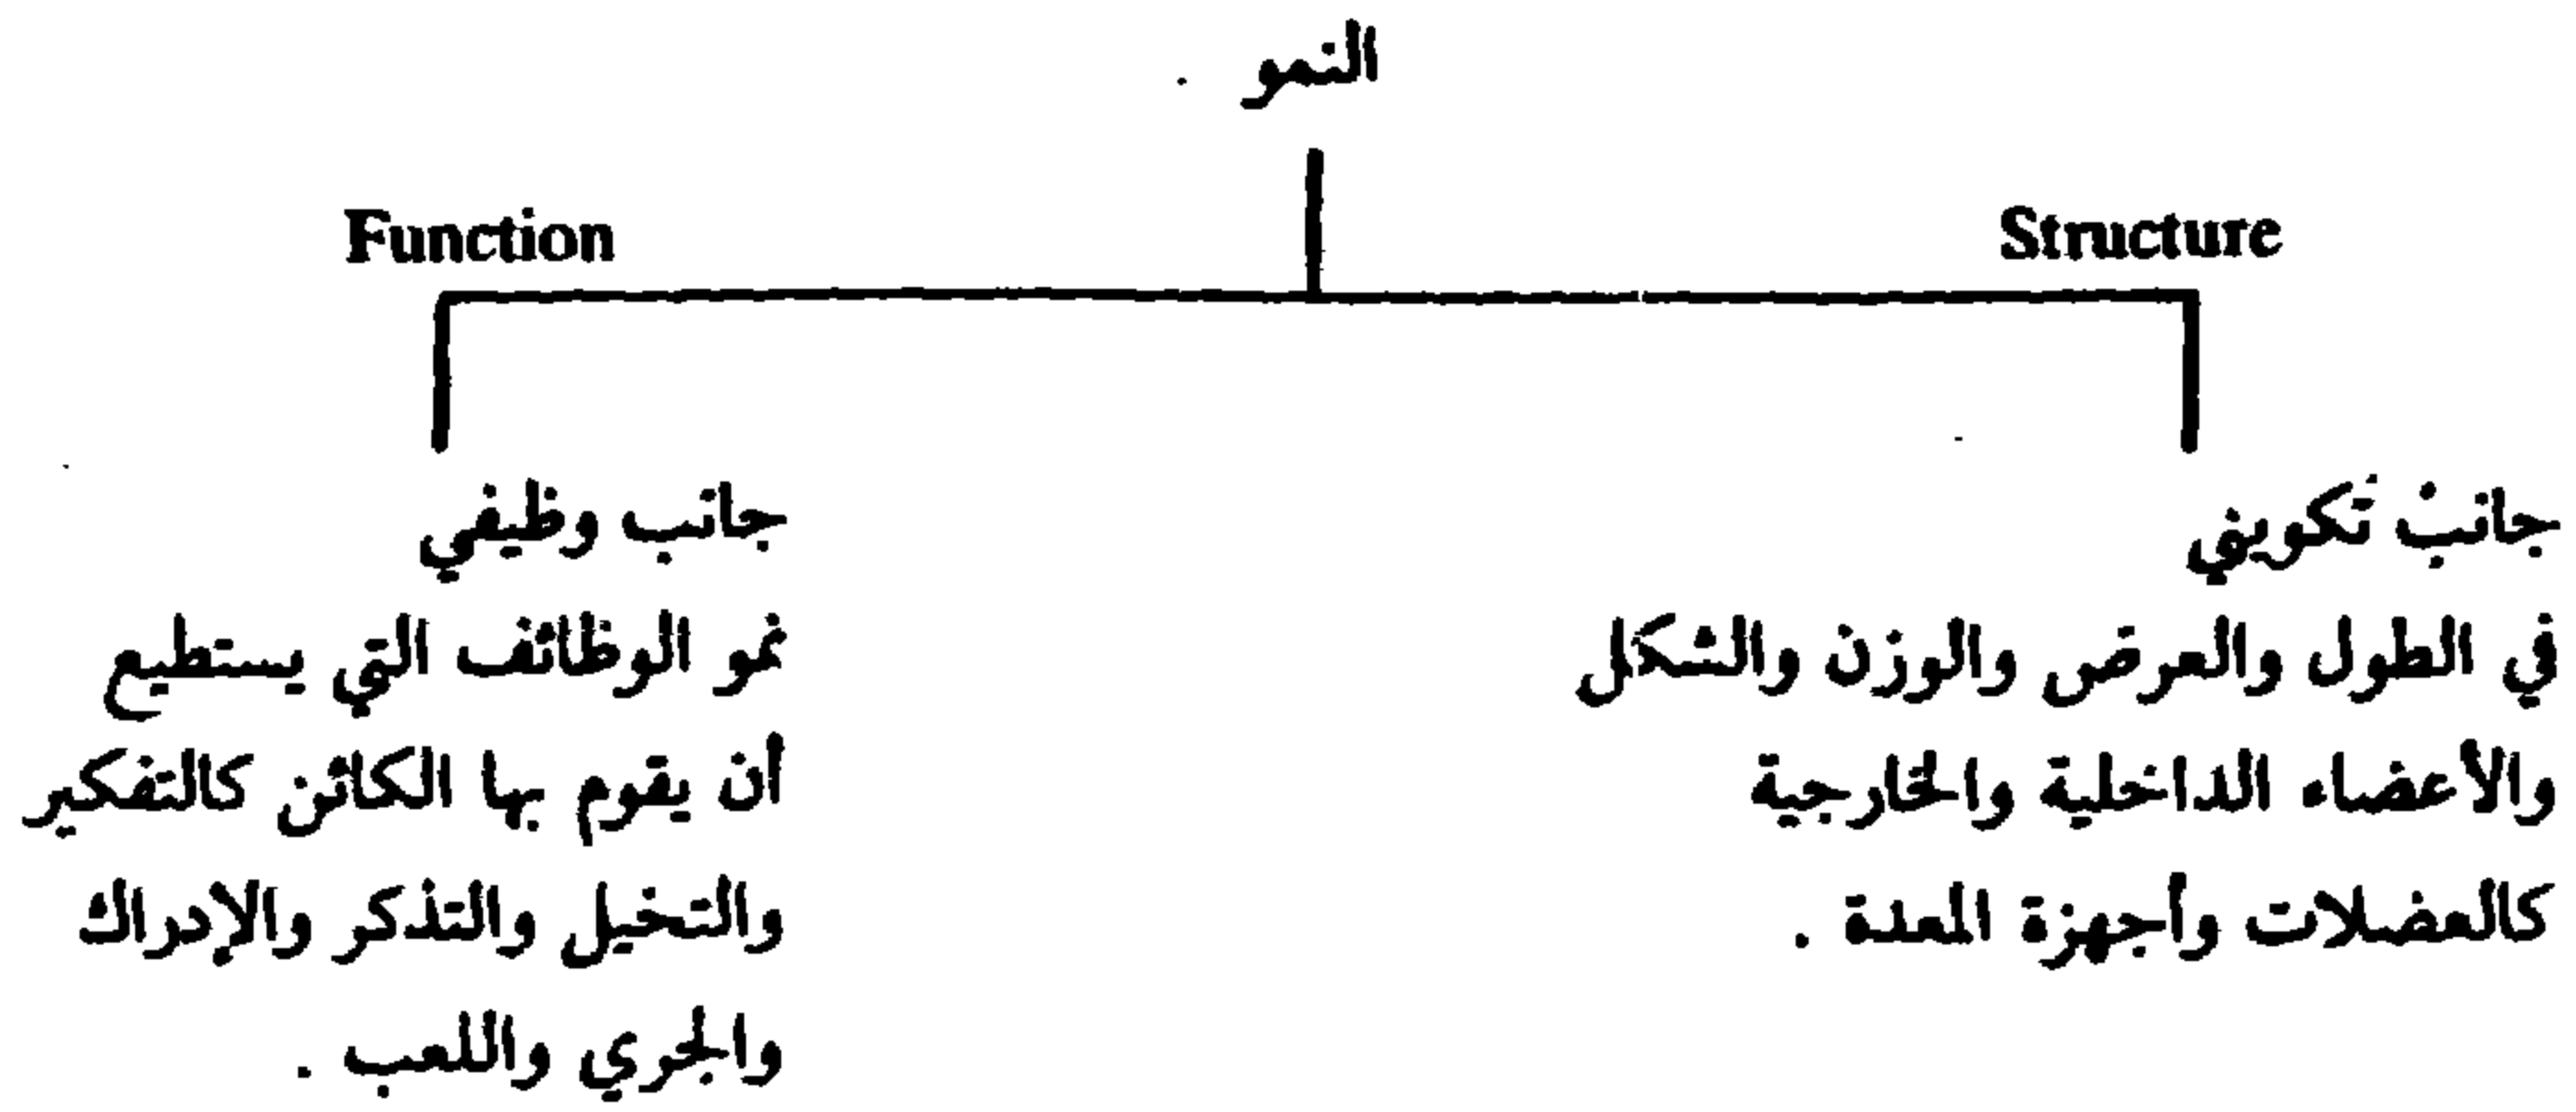 النمو
Structure
Function
جانب تكويني
في الطول والعرض والوزن والشكل
والأعضاء الداخلية والخارجية
كالعضلات وأجهزة المعدة .
جانب وظيفي
نمو الوظائف التي يستطيع
أن يقوم بها الكائن كالتفكير
والتخيل والتذكر والإدراك
والجري واللعب .